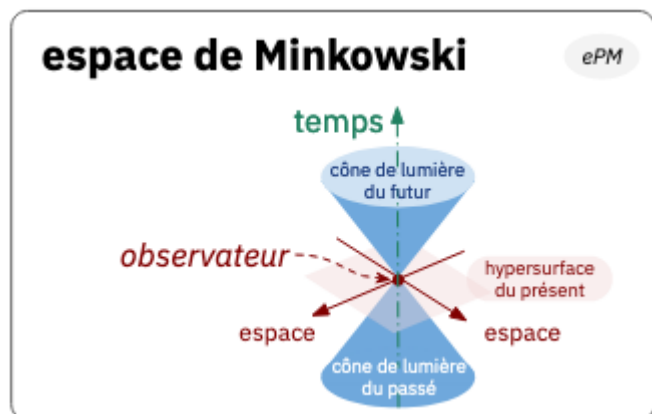 espace de Minkowski
ePM
temps
cône de lumière
du futur
observateur
hypersurface
du présent
espace
espace
cône de lumière
du passé